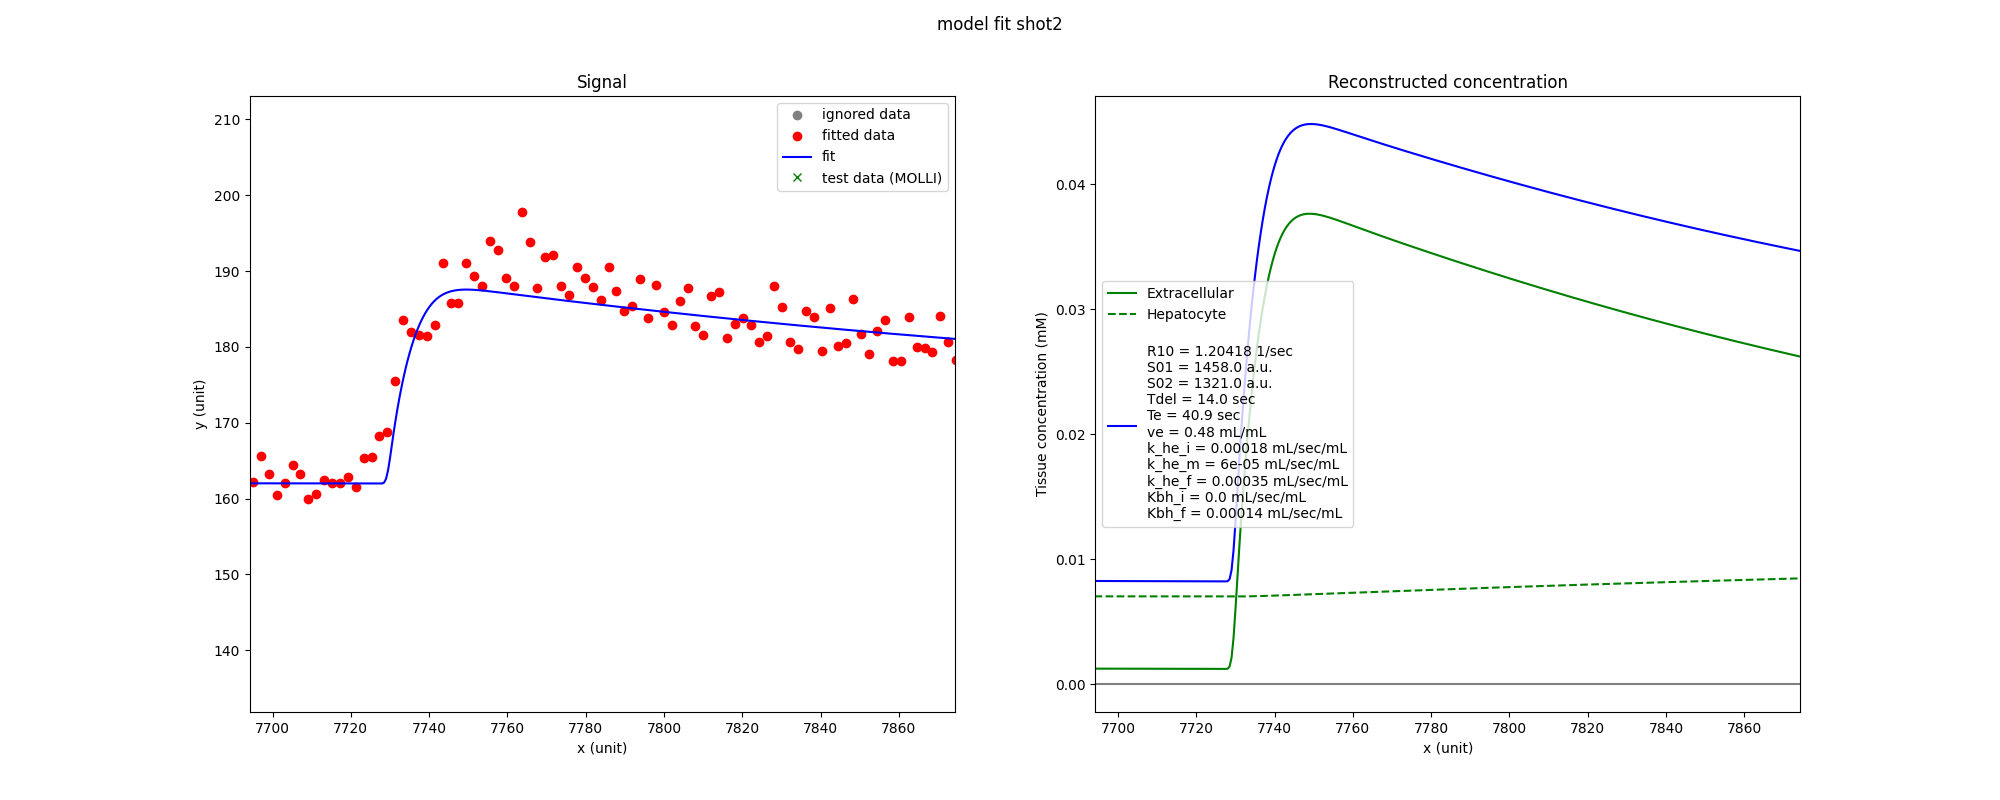 model fit shot2
Signal
210
200
190
180
170
160
150
140
y (unit)
7700 7720 7740 7760 7780 7800 7820 7840 7860
x (unit)
ignored data
fitted data
fit
test data (MOLLI)
Reconstructed concentration
0.04
0.03
0.02
0.01
0.00
Tissue concentration (mM)
7700 7720 7740 7760 7780 7800 7820 7840 7860
x (unit)
Extracellular
Hepatocyte
R10 = 1.20418 1/sec
S01 = 1458.0 a.u.
S02 = 1321.0 a.u.
Tdel = 14.0 sec
Te = 40.9 sec
ve = 0.48 mL/mL
k_he_i = 0.00018 mL/sec/mL
k_he_m = 6e-05 mL/sec/mL
k_he_f = 0.00035 mL/sec/mL
Kbh_i = 0.0 mL/sec/mL
Kbh_f = 0.00014 mL/sec/mL